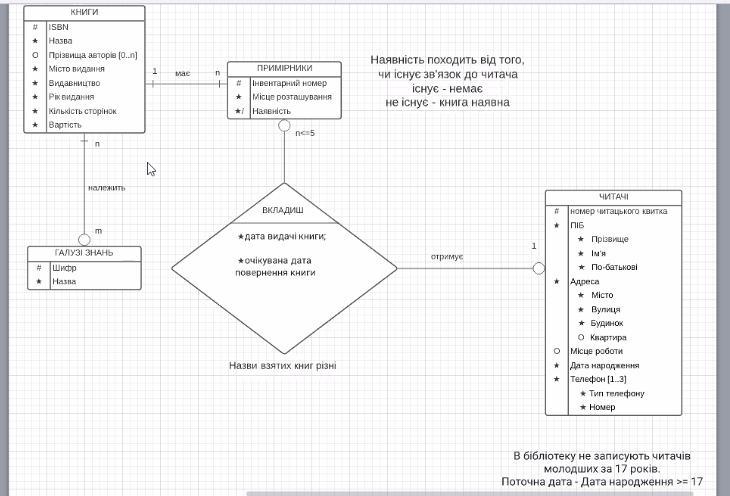 КНИГИ
# ISBN
★ Назва
O Прізвища авторів [0..n]
★ Місто видання
★ Видавництво
★ Рік видання
★ Кількість сторінок
★ Вартість
1 має n
ПРИМІРНИКИ
# Інвентарний номер
★ Місце розташування
★/ Наявність
Наявність походить від того,
чи існує зв'язок до читача
існує - немає
не існує - книга наявна
n<=5
n
належить
m
ГАЛУЗІ ЗНАНЬ
# Шифр
★ Назва
ВКЛАДИШ
★дата видачі книги;
★очікувана дата
повернення книги
Назви взятих книг різні
отримує
1
ЧИТАЧІ
# номер читацького квитка
★ ПІБ
★ Прізвище
★ Ім'я
★ По-батькові
★ Адреса
★ Місто
★ Вулиця
★ Будинок
O Квартира
O Місце роботи
★ Дата народження
★ Телефон [1..3]
★ Тип телефону
★ Номер
В бібліотеку не записують читачів
молодших за 17 років.
Поточна дата - Дата народження >= 17